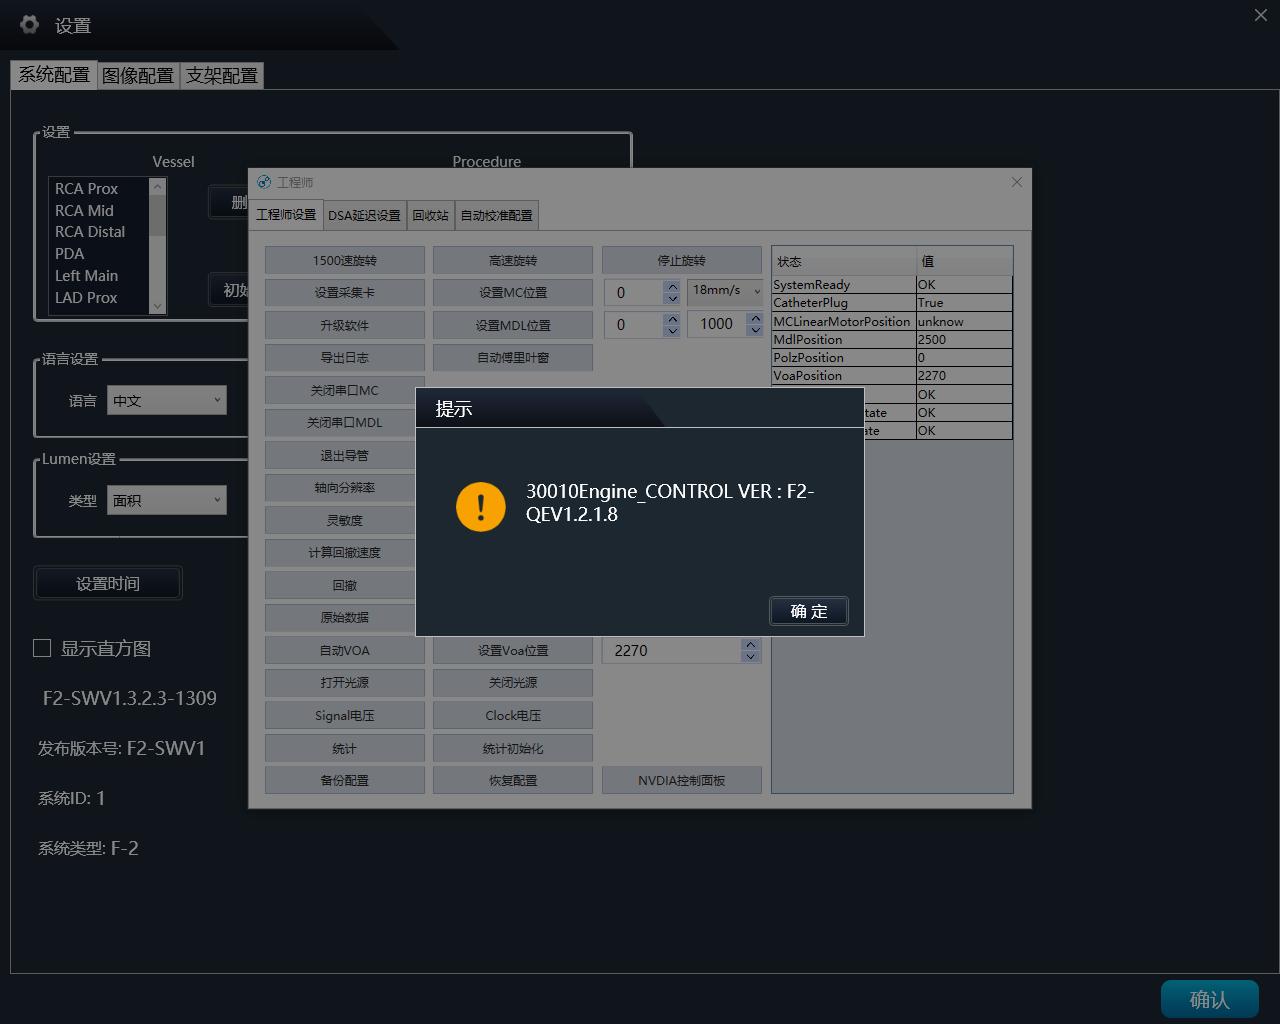 设置
系统配置 图像配置 支架配置
设置
Vessel Procedure
RCA Prox
RCA Mid
RCA Distal
PDA
Left Main
LAD Prox
语言设置
语言 中文
Lumen设置
类型 面积
设置时间
显示直方图
F2-SWV1.3.2.3-1309
发布版本号: F2-SWV1
系统ID: 1
系统类型: F-2
工程师
工程师设置 DSA延迟设置 回收站 自动校准配置
1500速旋转 高速旋转 停止旋转
设置采集卡 设置MC位置 0 18mm/s
升级软件 设置MDL位置 0 1000
导出日志 自动傅里叶窗
关闭串口MC
关闭串口MDL
退出导管
轴向分辨率
灵敏度
计算回撤速度
回撤
原始数据
自动VOA 设置Voa位置 2270
打开光源 关闭光源
Signal电压 Clock电压
统计 统计初始化
备份配置 恢复配置 NVDIA控制面板
状态 值
SystemReady OK
CatheterPlug True
MCLinearMotorPosition unknow
MdlPosition 2500
PolzPosition 0
VoaPosition 2270
OK
tate OK
ate OK
提示
30010Engine_CONTROL VER : F2-
QEV1.2.1.8
确 定
确认